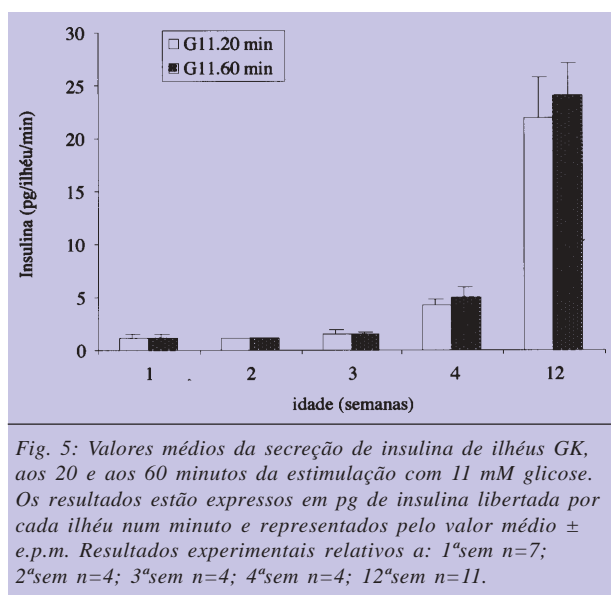 30
G11.20 min
G11.60 min
25
20
15
10
5
0
Insulina (pg/ilhéu/min)
1 2 3 4 12
idade (semanas)
Fig. 5: Valores médios da secreção de insulina de ilhéus GK,
aos 20 e aos 60 minutos da estimulação com 11 mM glicose.
Os resultados estão expressos em pg de insulina libertada por
cada ilhéu num minuto e representados pelo valor médio ±
e.p.m. Resultados experimentais relativos a: 1ªsem n=7;
2ªsem n=4; 3ªsem n=4; 4ªsem n=4; 12ªsem n=11.